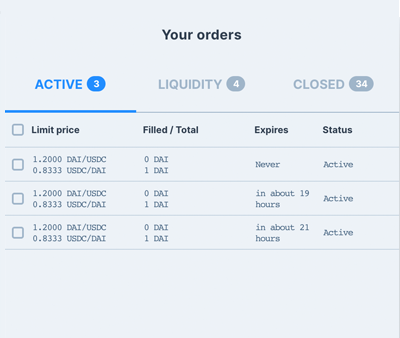 Your orders
ACTIVE 3 LIQUIDITY 4 CLOSED 34
Limit price Filled / Total Expires Status
1.2000 DAI/USDC 0 DAI
0.8333 USDC/DAI 1 DAI
Never Active
1.2000 DAI/USDC 0 DAI in about 19
0.8333 USDC/DAI 1 DAI hours
Active
1.2000 DAI/USDC 0 DAI in about 21
0.8333 USDC/DAI 1 DAI hours
Active